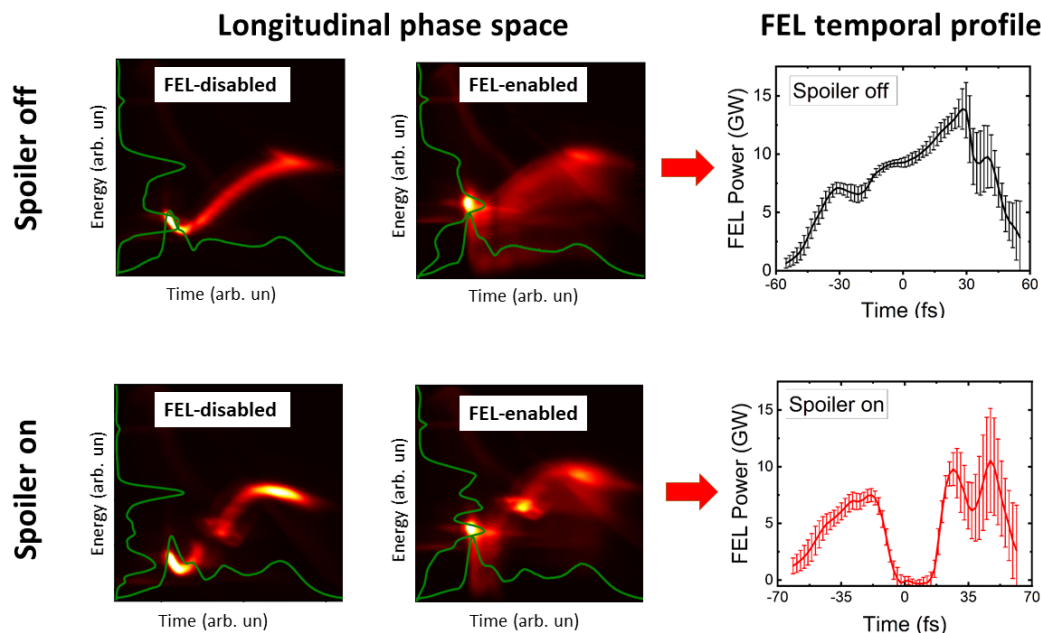 Longitudinal phase space
FEL temporal profile
Spoiler off
FEL-disabled
Energy (arb. un)
Time (arb. un)
FEL-enabled
Energy (arb. un)
Time (arb. un)
Spoiler off
FEL Power (GW)
15
10
5
0
-60 -30 0 30 60
Time (fs)
Spoiler on
FEL-disabled
Energy (arb. un)
Time (arb. un)
FEL-enabled
Energy (arb. un)
Time (arb. un)
Spoiler on
FEL Power (GW)
15
10
5
0
-70 -35 0 35 70
Time (fs)